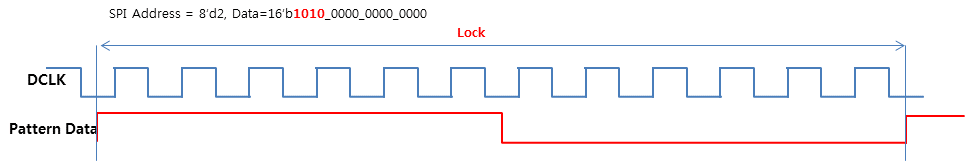 SPI Address = 8'd2, Data=16'b1010_0000_0000_0000
Lock
DCLK
Pattern Data